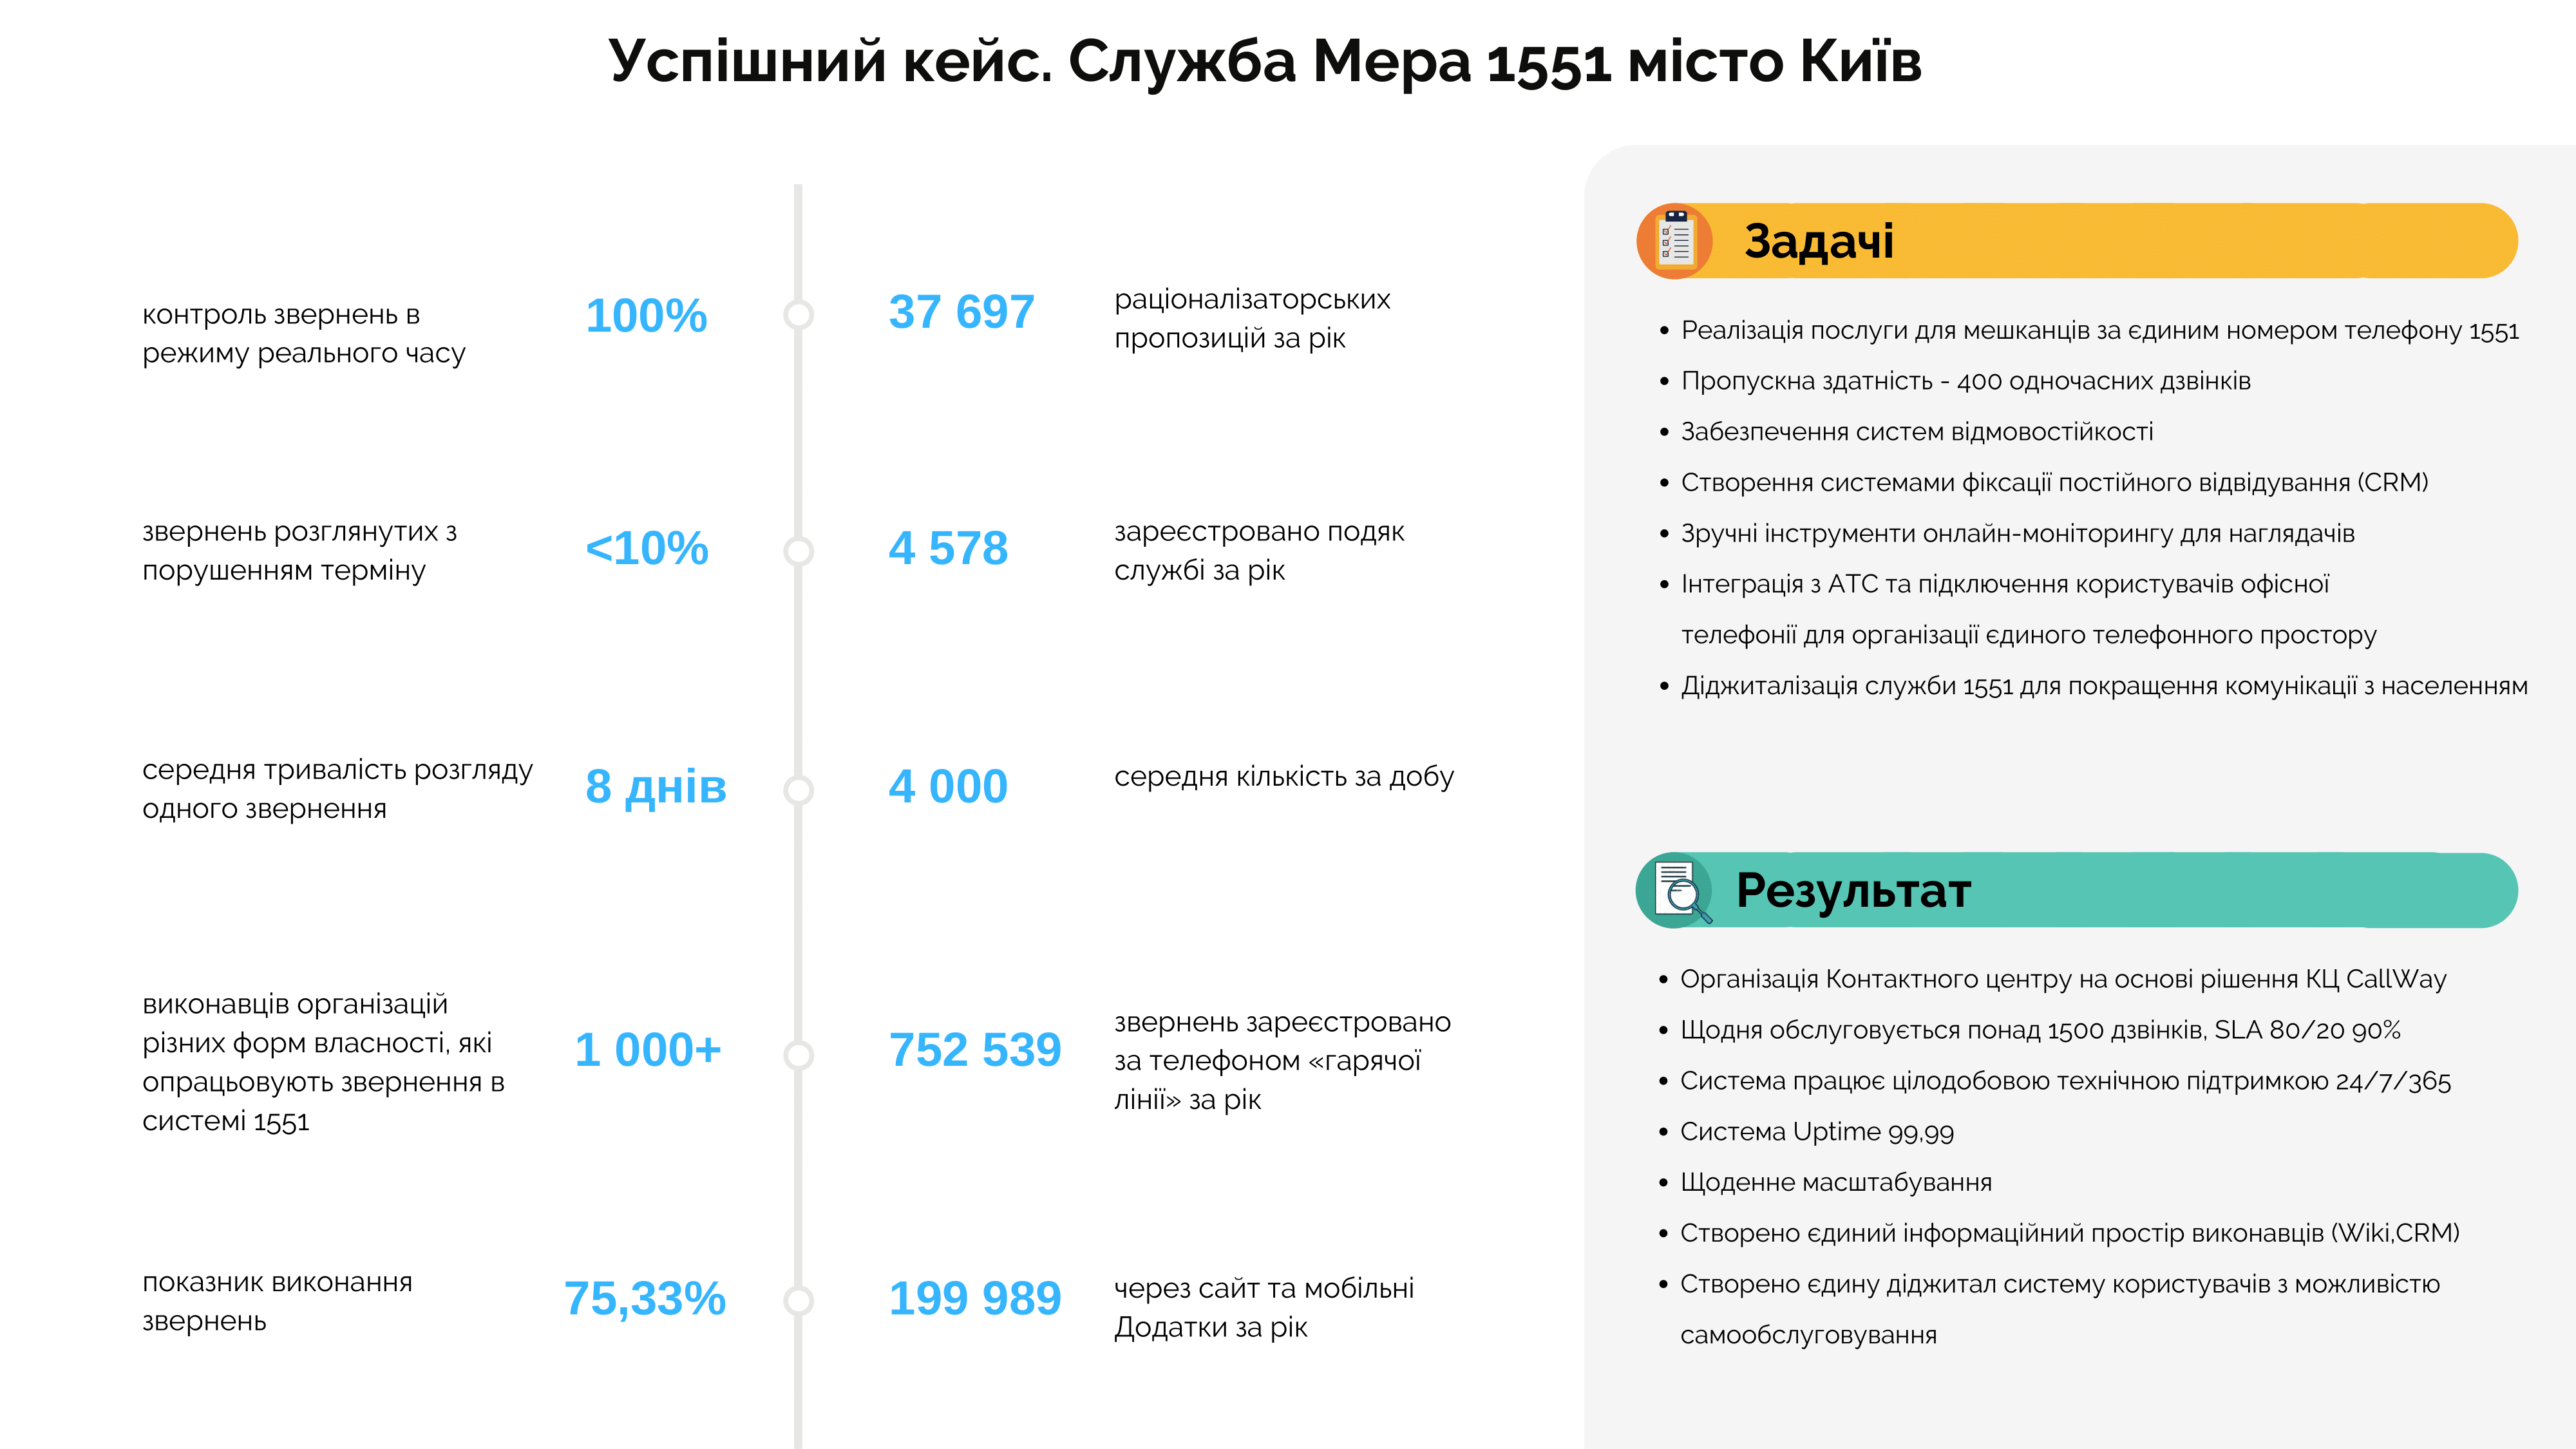 Успішний кейс. Служба Мера 1551 місто Київ
контроль звернень в
режиму реального часу
100%
37 697
раціоналізаторських
пропозицій за рік
звернень розглянутих з
порушенням терміну
<10%
4 578
зареєстровано подяк
службі за рік
середня тривалість розгляду
одного звернення
8 днів
4 000
середня кількість за добу
виконавців організацій
різних форм власності, які
опрацьовують звернення в
системі 1551
1 000+
752 539
звернень зареєстровано
за телефоном «гарячої
лінії» за рік
показник виконання
звернень
75,33%
199 989
через сайт та мобільні
Додатки за рік
Задачі
• Реалізація послуги для мешканців за єдиним номером телефону 1551
• Пропускна здатність - 400 одночасних дзвінків
• Забезпечення систем відмовостійкості
• Створення системами фіксації постійного відвідування (CRM)
• Зручні інструменти онлайн-моніторингу для наглядачів
• Інтеграція з АТС та підключення користувачів офісної
телефонії для організації єдиного телефонного простору
• Діджиталізація служби 1551 для покращення комунікації з населенням
Результат
• Організація Контактного центру на основі рішення КЦ CallWay
• Щодня обслуговується понад 1500 дзвінків, SLA 80/20 90%
• Система працює цілодобовою технічною підтримкою 24/7/365
• Система Uptime 99,99
• Щоденне масштабування
• Створено єдиний інформаційний простір виконавців (Wiki,CRM)
• Створено єдину діджитал систему користувачів з можливістю
самообслуговування